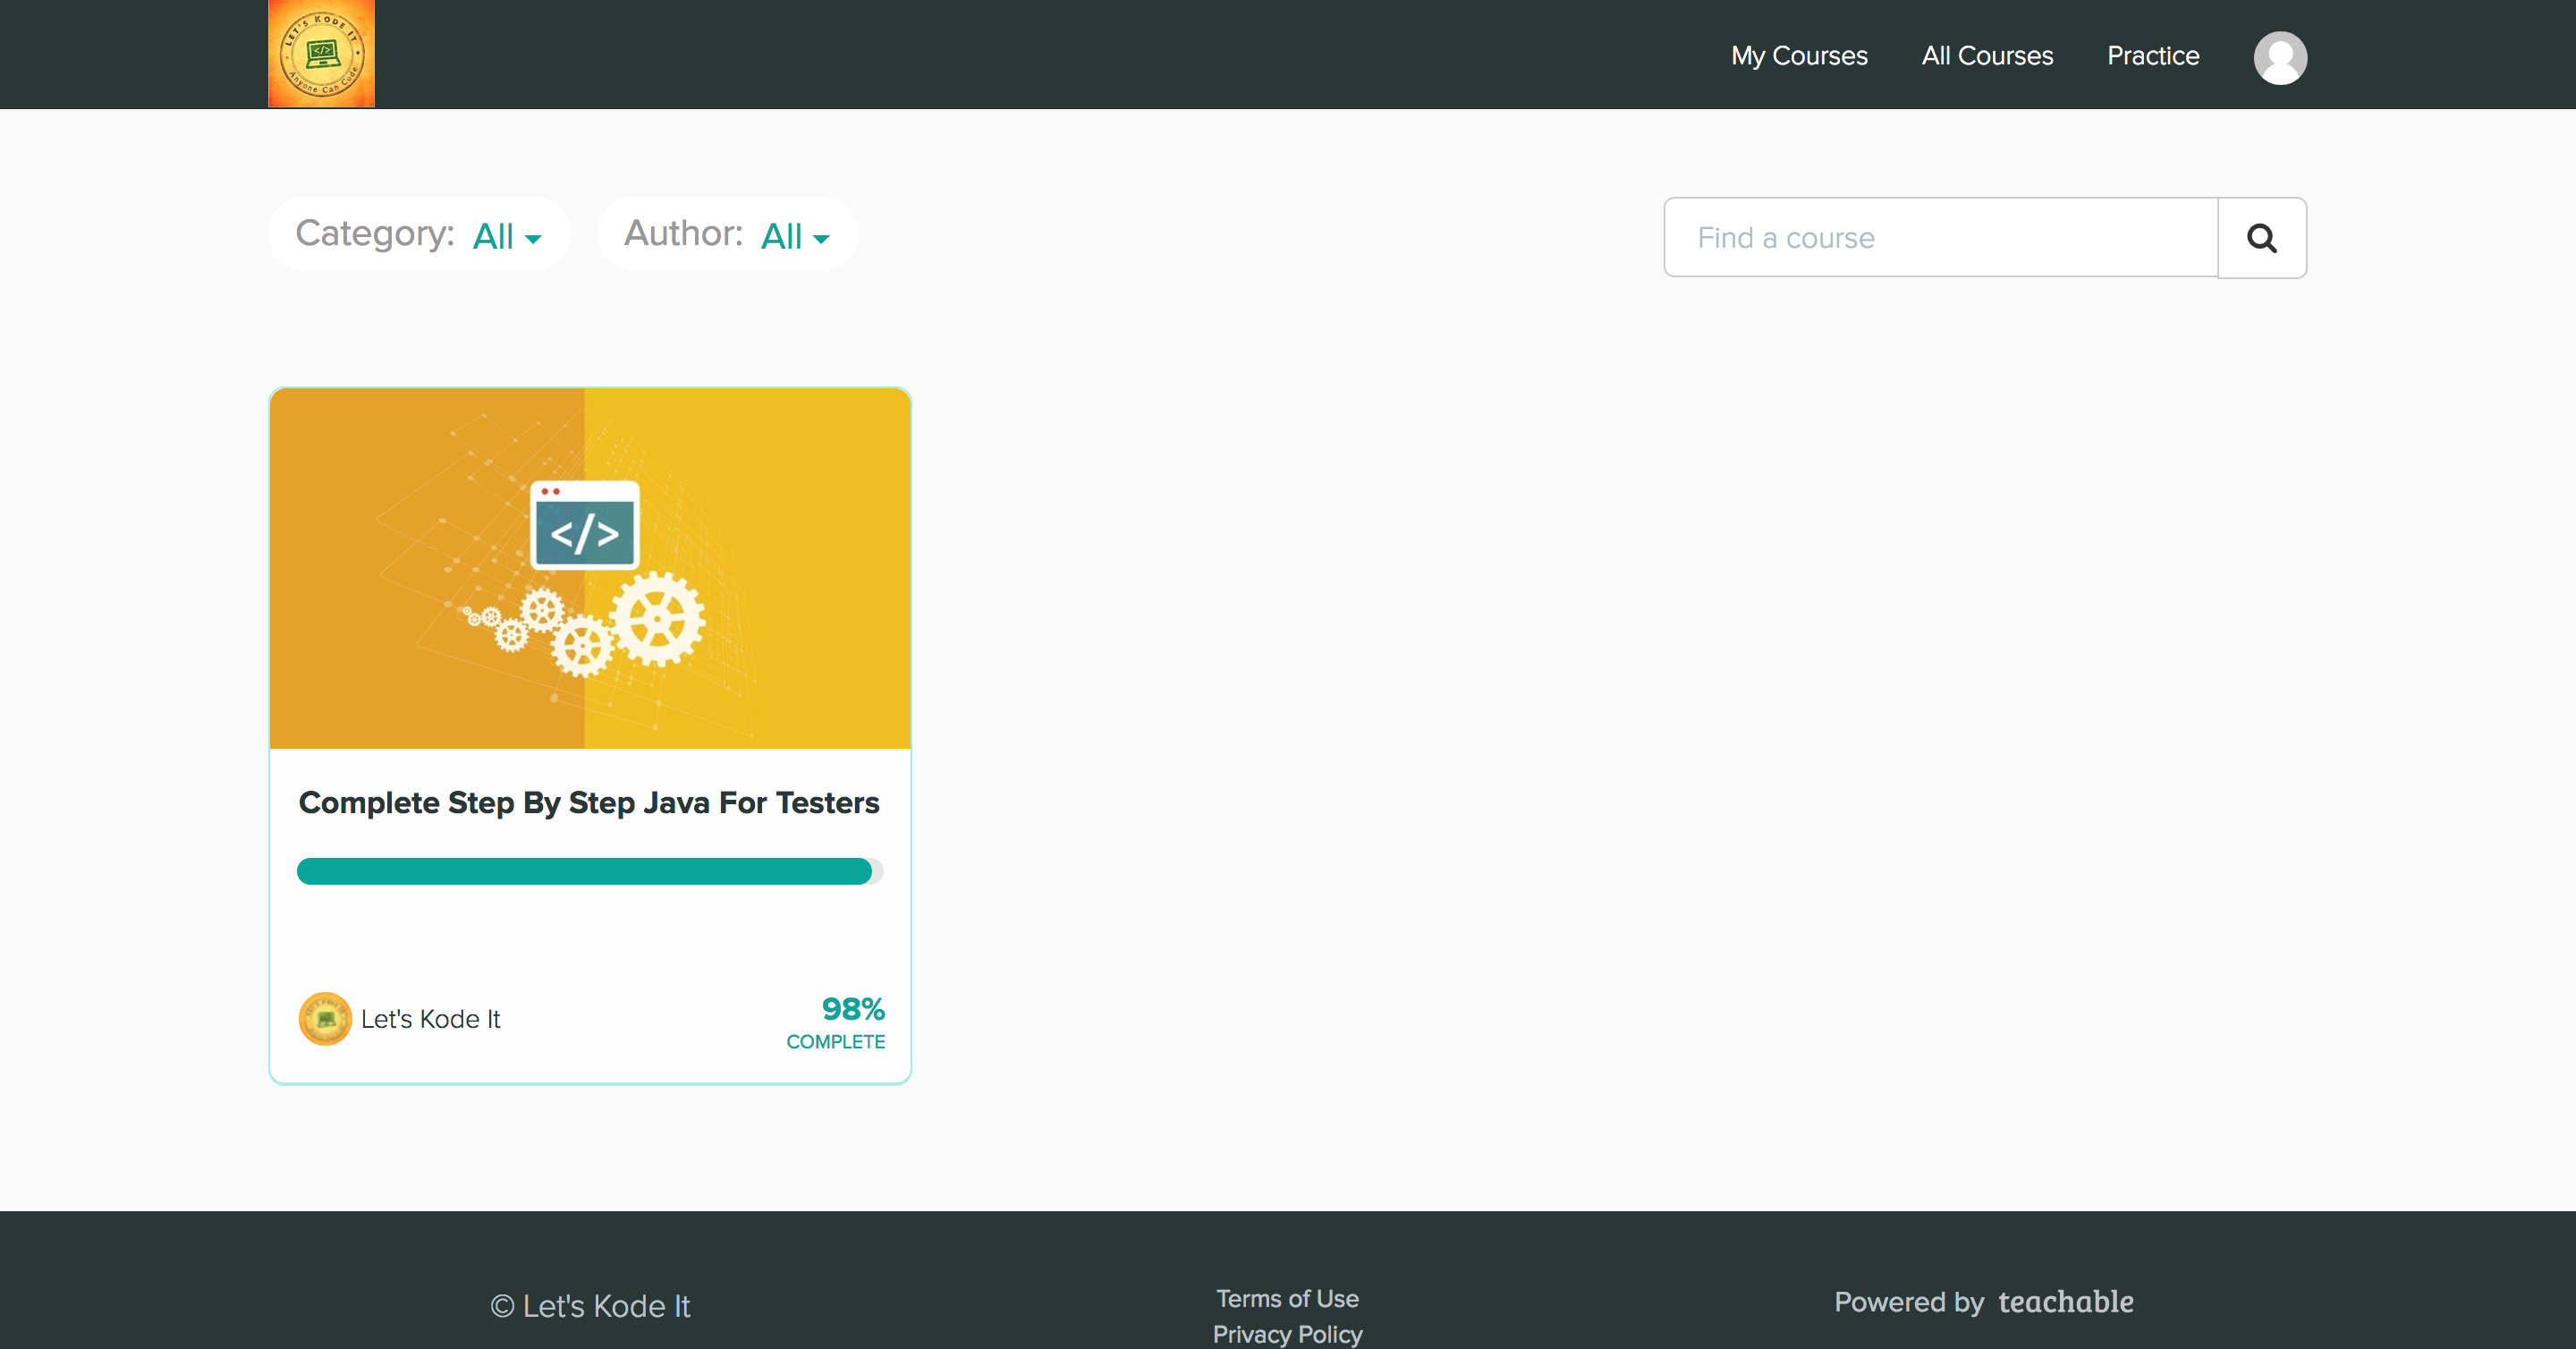 LET'S KODE IT
</>
Anyone Can Code
My Courses
All Courses
Practice
Category: All
Author: All
Find a course
</>
Complete Step By Step Java For Testers
Let's Kode It
98%
COMPLETE
© Let's Kode It
Terms of Use
Privacy Policy
Powered by teachable